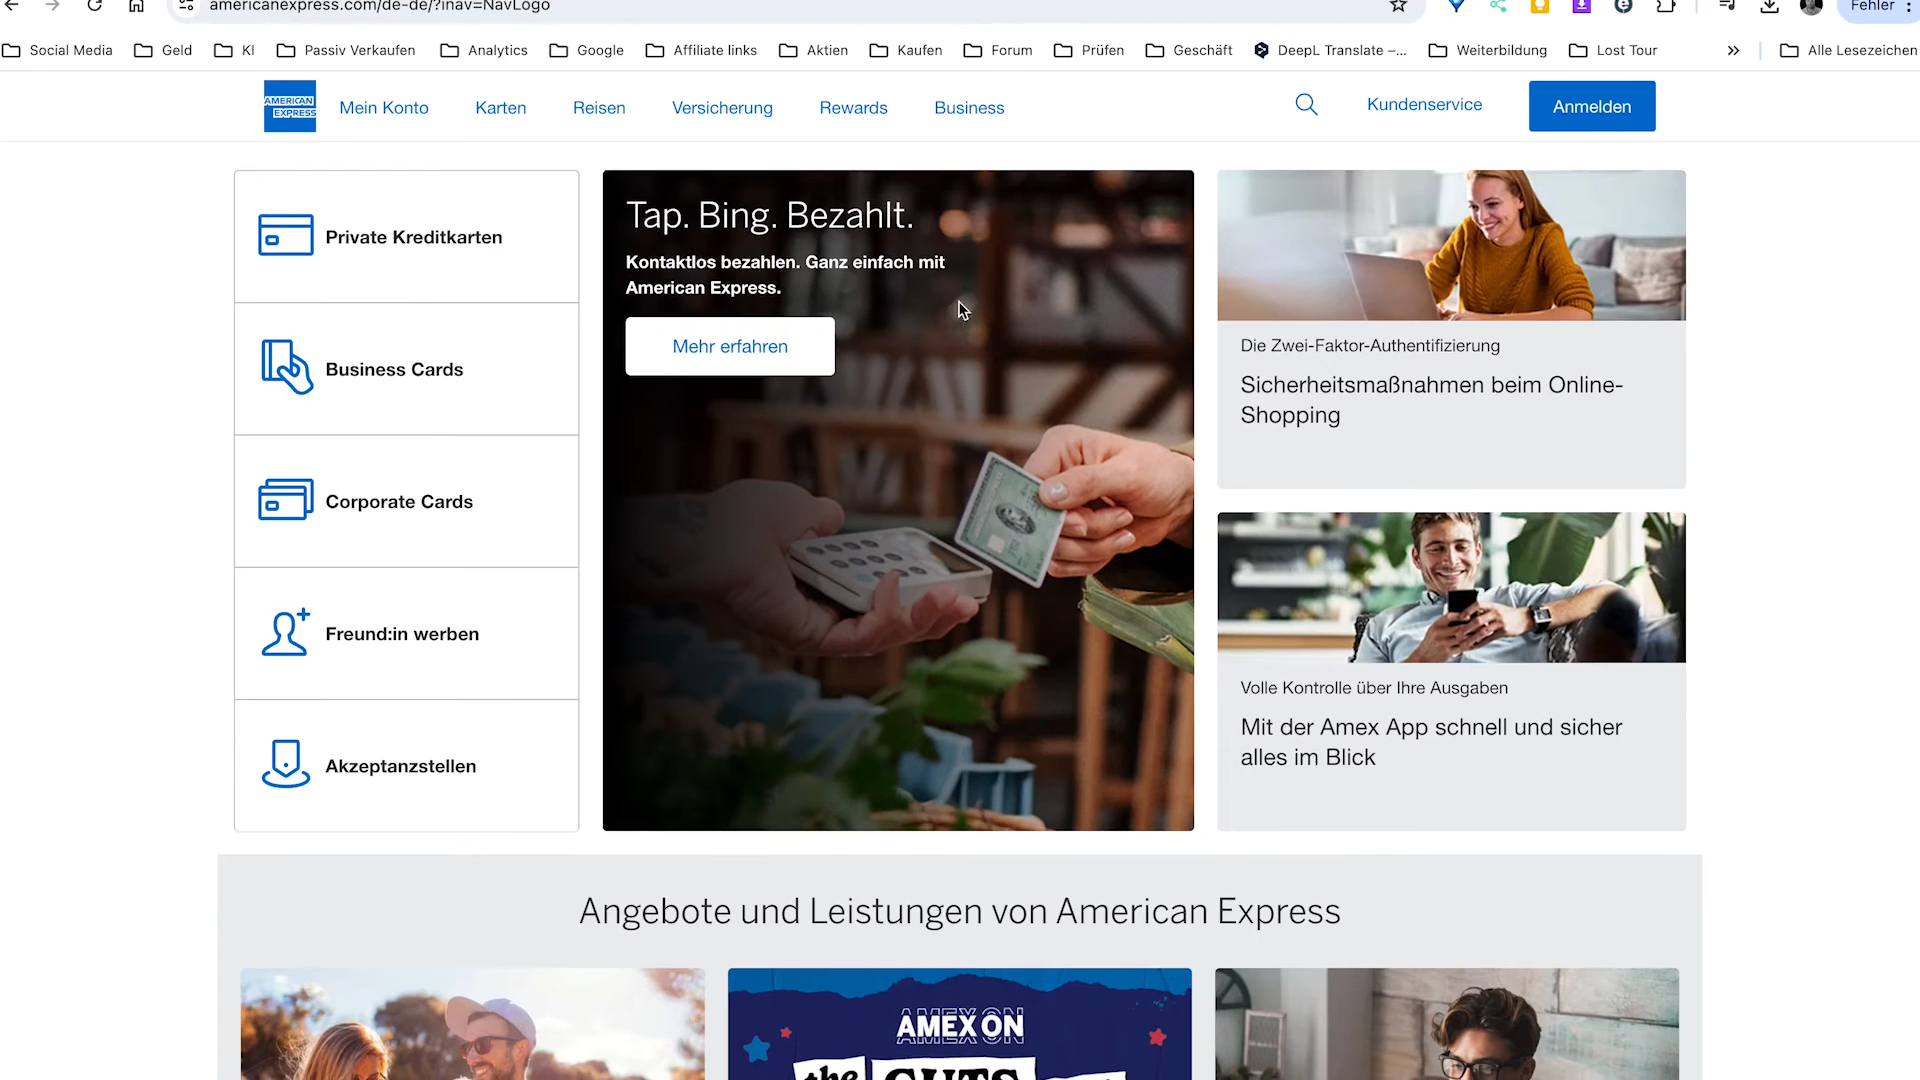 americanexpress.com/de-de/?inav=NavLogo
Fehler
Social Media
Geld
KI
Passiv Verkaufen
Analytics
Google
Affiliate links
Aktien
Kaufen
Forum
Prüfen
Geschäft
DeepL Translate –...
Weiterbildung
Lost Tour
Alle Lesezeichen
AMERICAN
EXPRESS
Mein Konto
Karten
Reisen
Versicherung
Rewards
Business
Kundenservice
Anmelden
Private Kreditkarten
Business Cards
Corporate Cards
Freund:in werben
Akzeptanzstellen
Tap. Bing. Bezahlt.
Kontaktlos bezahlen. Ganz einfach mit
American Express.
Mehr erfahren
Die Zwei-Faktor-Authentifizierung
Sicherheitsmaßnahmen beim Online-
Shopping
Volle Kontrolle über Ihre Ausgaben
Mit der Amex App schnell und sicher
alles im Blick
Angebote und Leistungen von American Express
AMEX ON
the GUTS